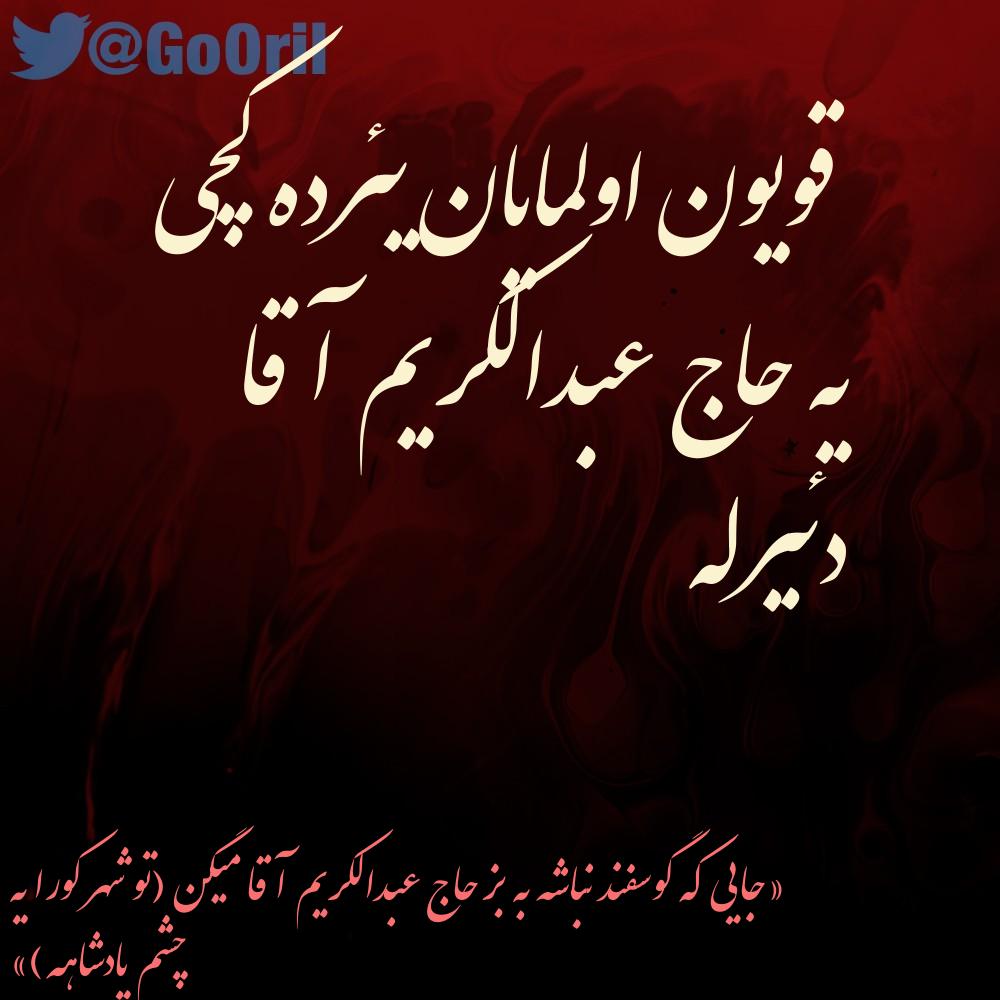 @GoOril
قویون اولمایان یئرده کچی
یه حاج عبدالکریم آقا
دئیرله
«جایی که گوسفند نباشه به بز حاج عبدالکریم آقا میگن (تو شهر کورا یه
چشم پادشاهه)»